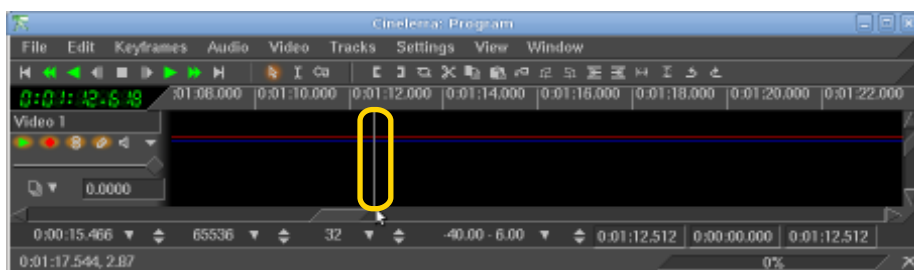 Cinelerra: Program
File Edit Keyframes Audio Video Tracks Settings View Window
0:01:12:618 :01:08.000 0:01:10.000 0:01:12.000 0:01:14.000 0:01:16.000 0:01:18.000 0:01:20.000 0:01:22.000
Video 1
0.0000
0:00:15.466 65536 32 -40.00 - 6.00 0:01:12.512 0:00:00.000 0:01:12.512
0:01:17.544, 2.87 0%